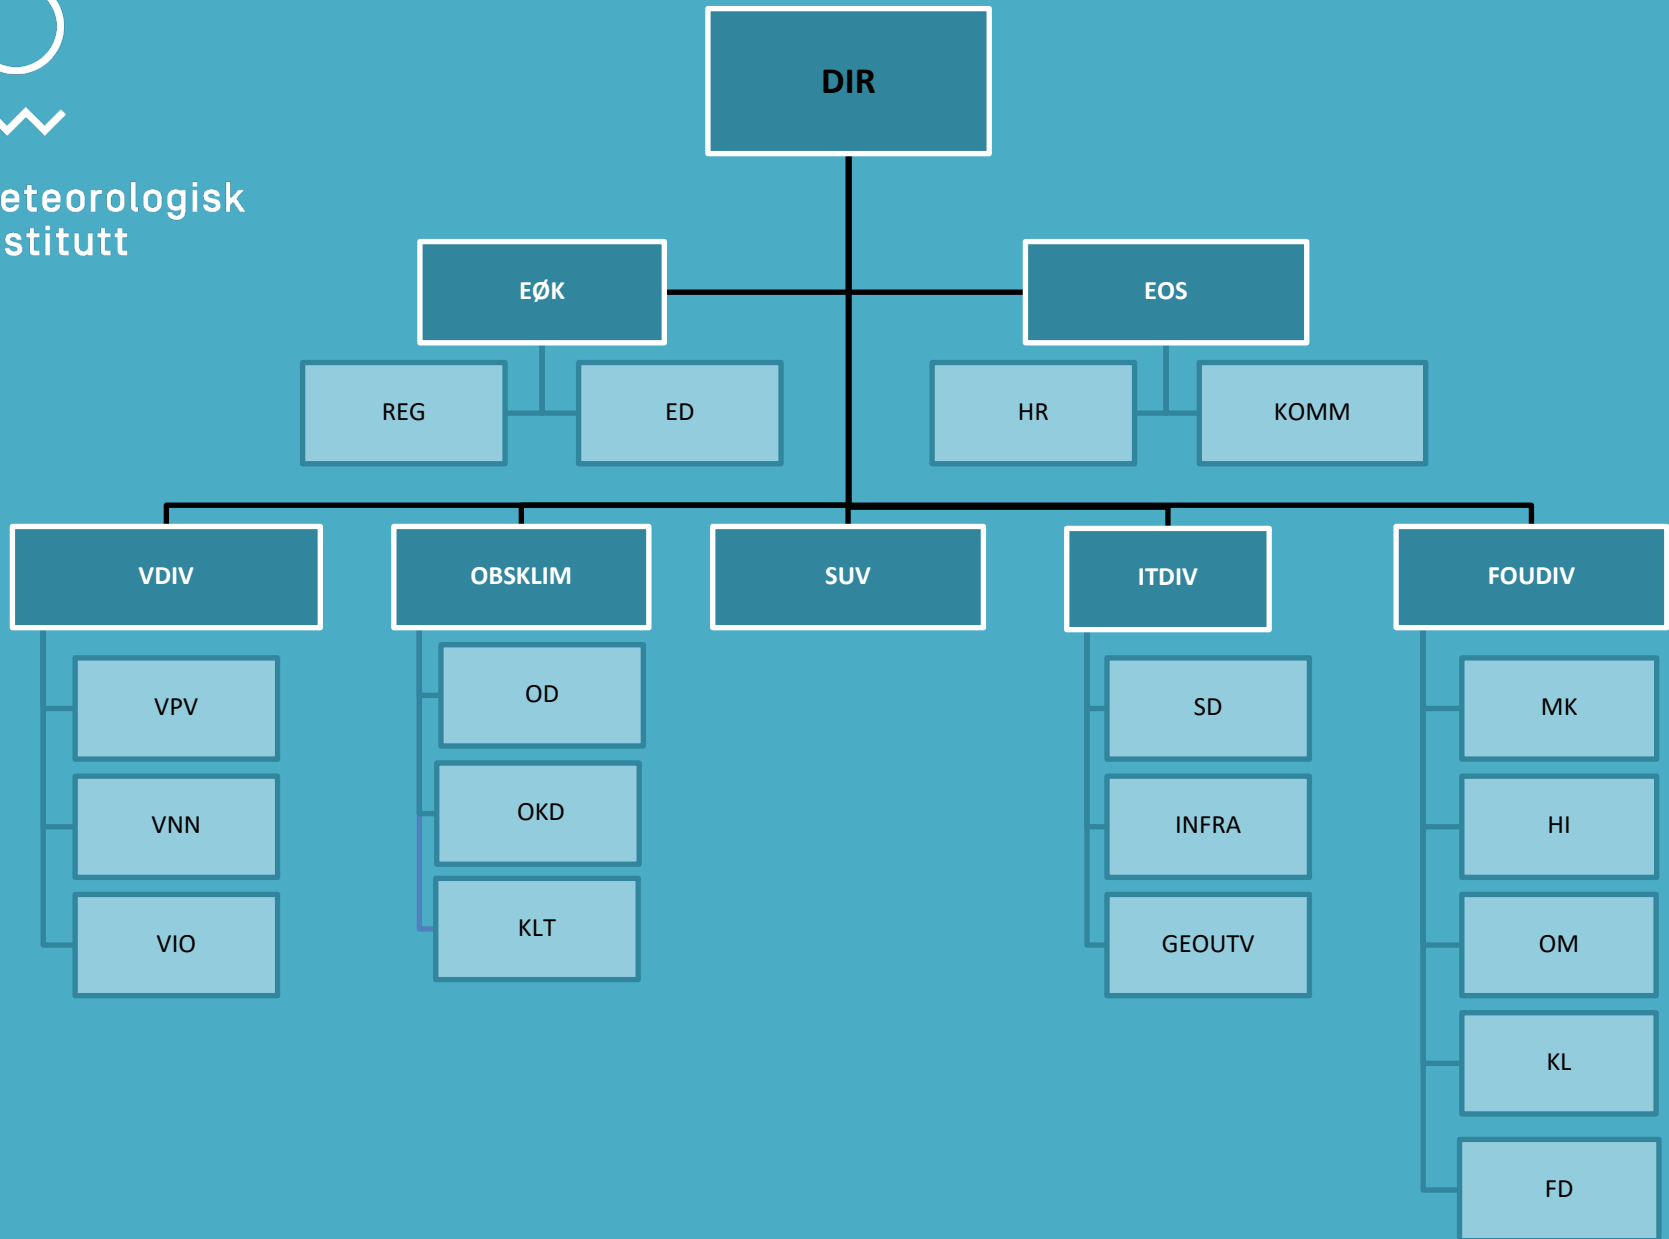 DIR
eteorologisk
stitutt
EØK
EOS
REG
ED
HR
KOMM
VDIV
OBSKLIM
SUV
ITDIV
FOUDIV
VPV
OD
SD
MK
VNN
OKD
INFRA
HI
VIO
KLT
GEOUTV
OM
KL
FD